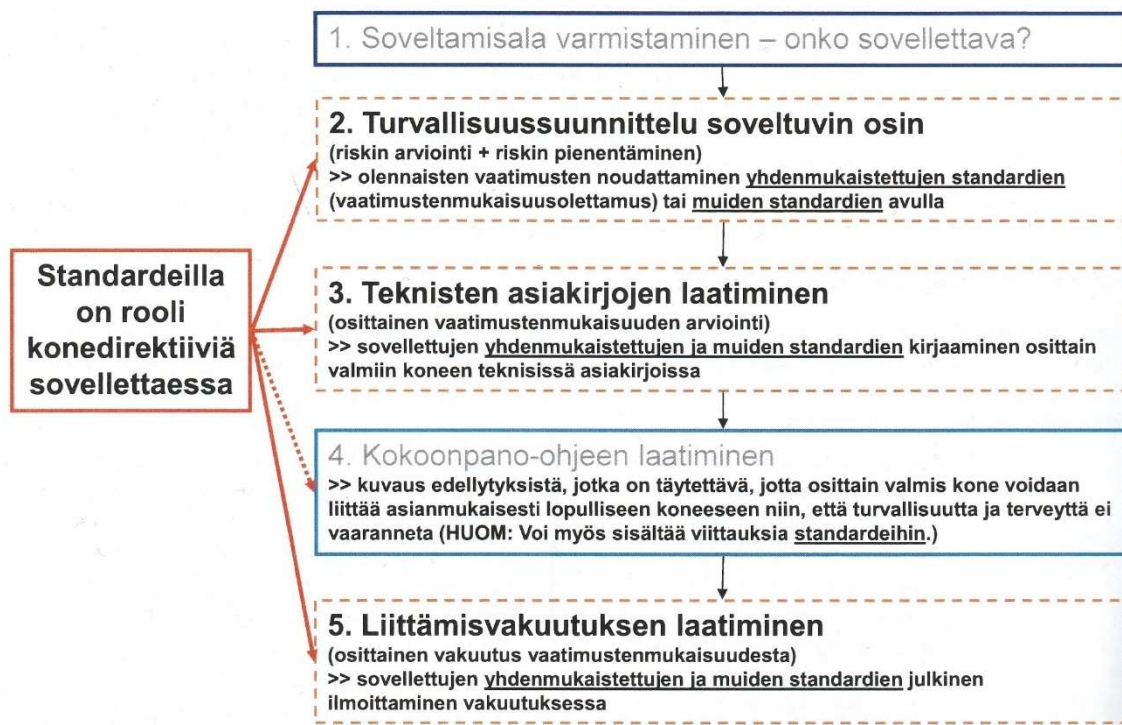 1. Soveltamisala varmistaminen – onko sovellettava?
2. Turvallisuussuunnittelu soveltuvin osin
(riskin arviointi + riskin pienentäminen)
>> olennaisten vaatimusten noudattaminen yhdenmukaistettujen standardien
(vaatimustenmukaisuusolettamus) tai muiden standardien avulla
Standardeilla
on rooli
konedirektiiviä
sovellettaessa
3. Teknisten asiakirjojen laatiminen
(osittainen vaatimustenmukaisuuden arviointi)
>> sovellettujen yhdenmukaistettujen ja muiden standardien kirjaaminen osittain
valmiin koneen teknisissä asiakirjoissa
4. Kokoonpano-ohjeen laatiminen
>> kuvaus edellytyksistä, jotka on täytettävä, jotta osittain valmis kone voidaan
liittää asianmukaisesti lopulliseen koneeseen niin, että turvallisuutta ja terveyttä ei
vaaranneta (HUOM: Voi myös sisältää viittauksia standardeihin.)
5. Liittämisvakuutuksen laatiminen
(osittainen vakuutus vaatimustenmukaisuudesta)
>> sovellettujen yhdenmukaistettujen ja muiden standardien julkinen
ilmoittaminen vakuutuksessa